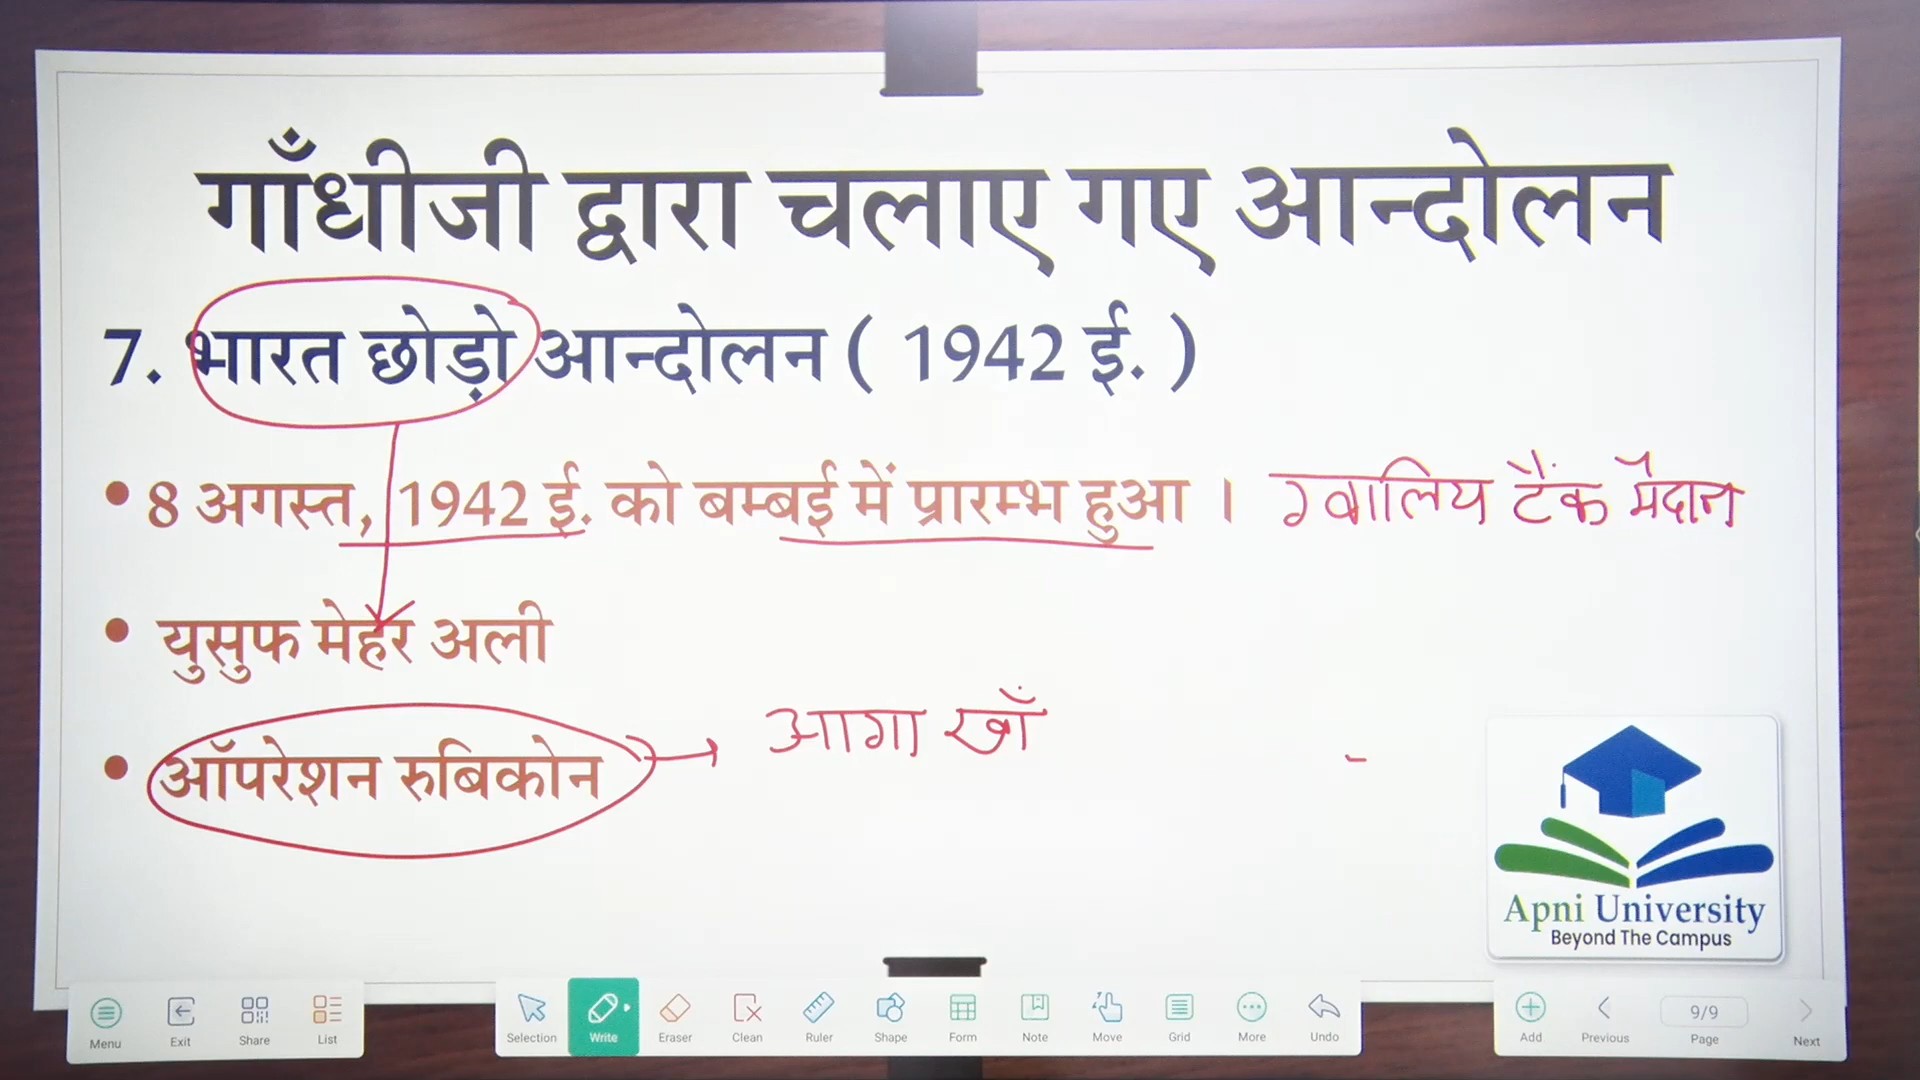 गाँधीजी द्वारा चलाए गए आन्दोलन
7. भारत छोड़ो आन्दोलन ( 1942 ई. )
• 8 अगस्त, 1942 ई. को बम्बई में प्रारम्भ हुआ । ग्वालिय टैंक मैदान
• युसुफ मेहर अली
• ऑपरेशन रुबिकोन → आगा खाँ
Apni University
Beyond The Campus
Menu Exit Share List Selection Write Eraser Clean Ruler Shape Form Note Move Grid More Undo Add Previous 9/9 Page Next